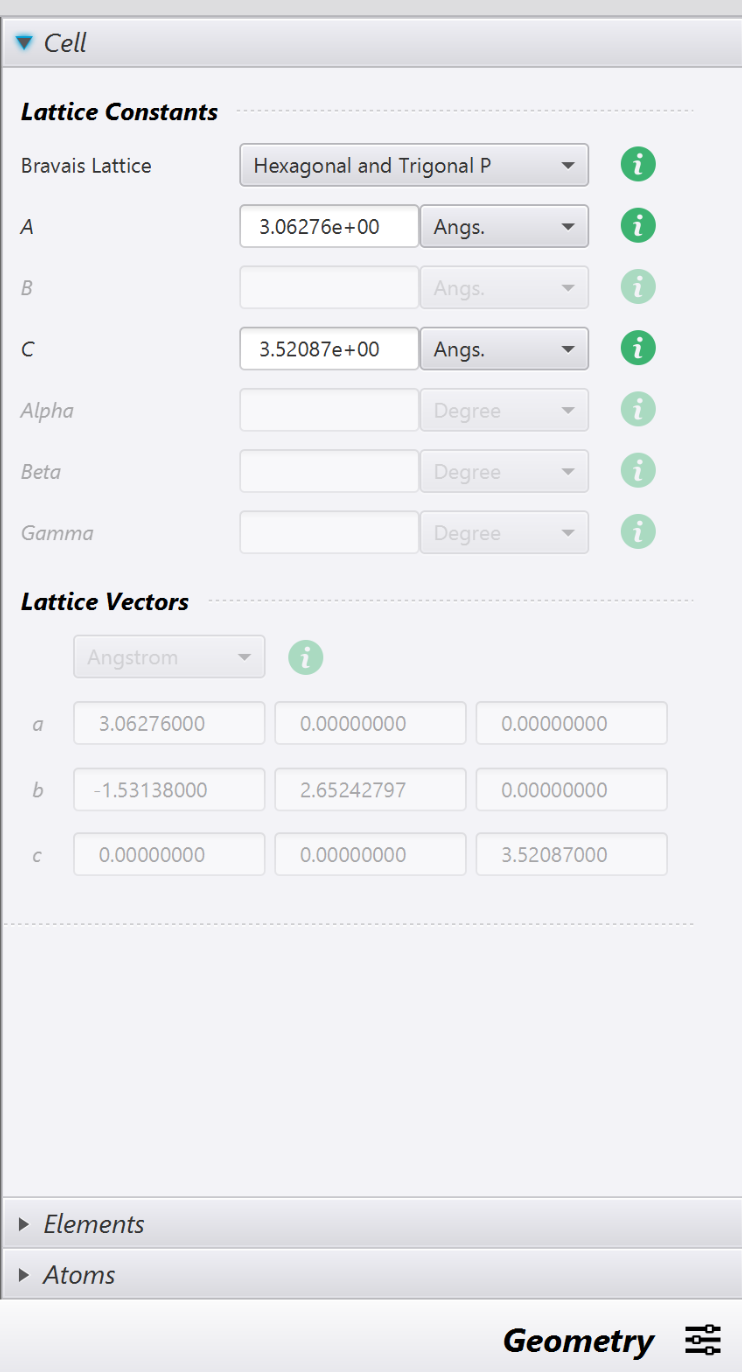 Cell
Lattice Constants
Bravais Lattice Hexagonal and Trigonal P i
A 3.06276e+00 Angs. i
B Angs. i
C 3.52087e+00 Angs. i
Alpha Degree i
Beta Degree i
Gamma Degree i
Lattice Vectors
Angstrom i
a 3.06276000 0.00000000 0.00000000
b -1.53138000 2.65242797 0.00000000
c 0.00000000 0.00000000 3.52087000
Elements
Atoms
Geometry